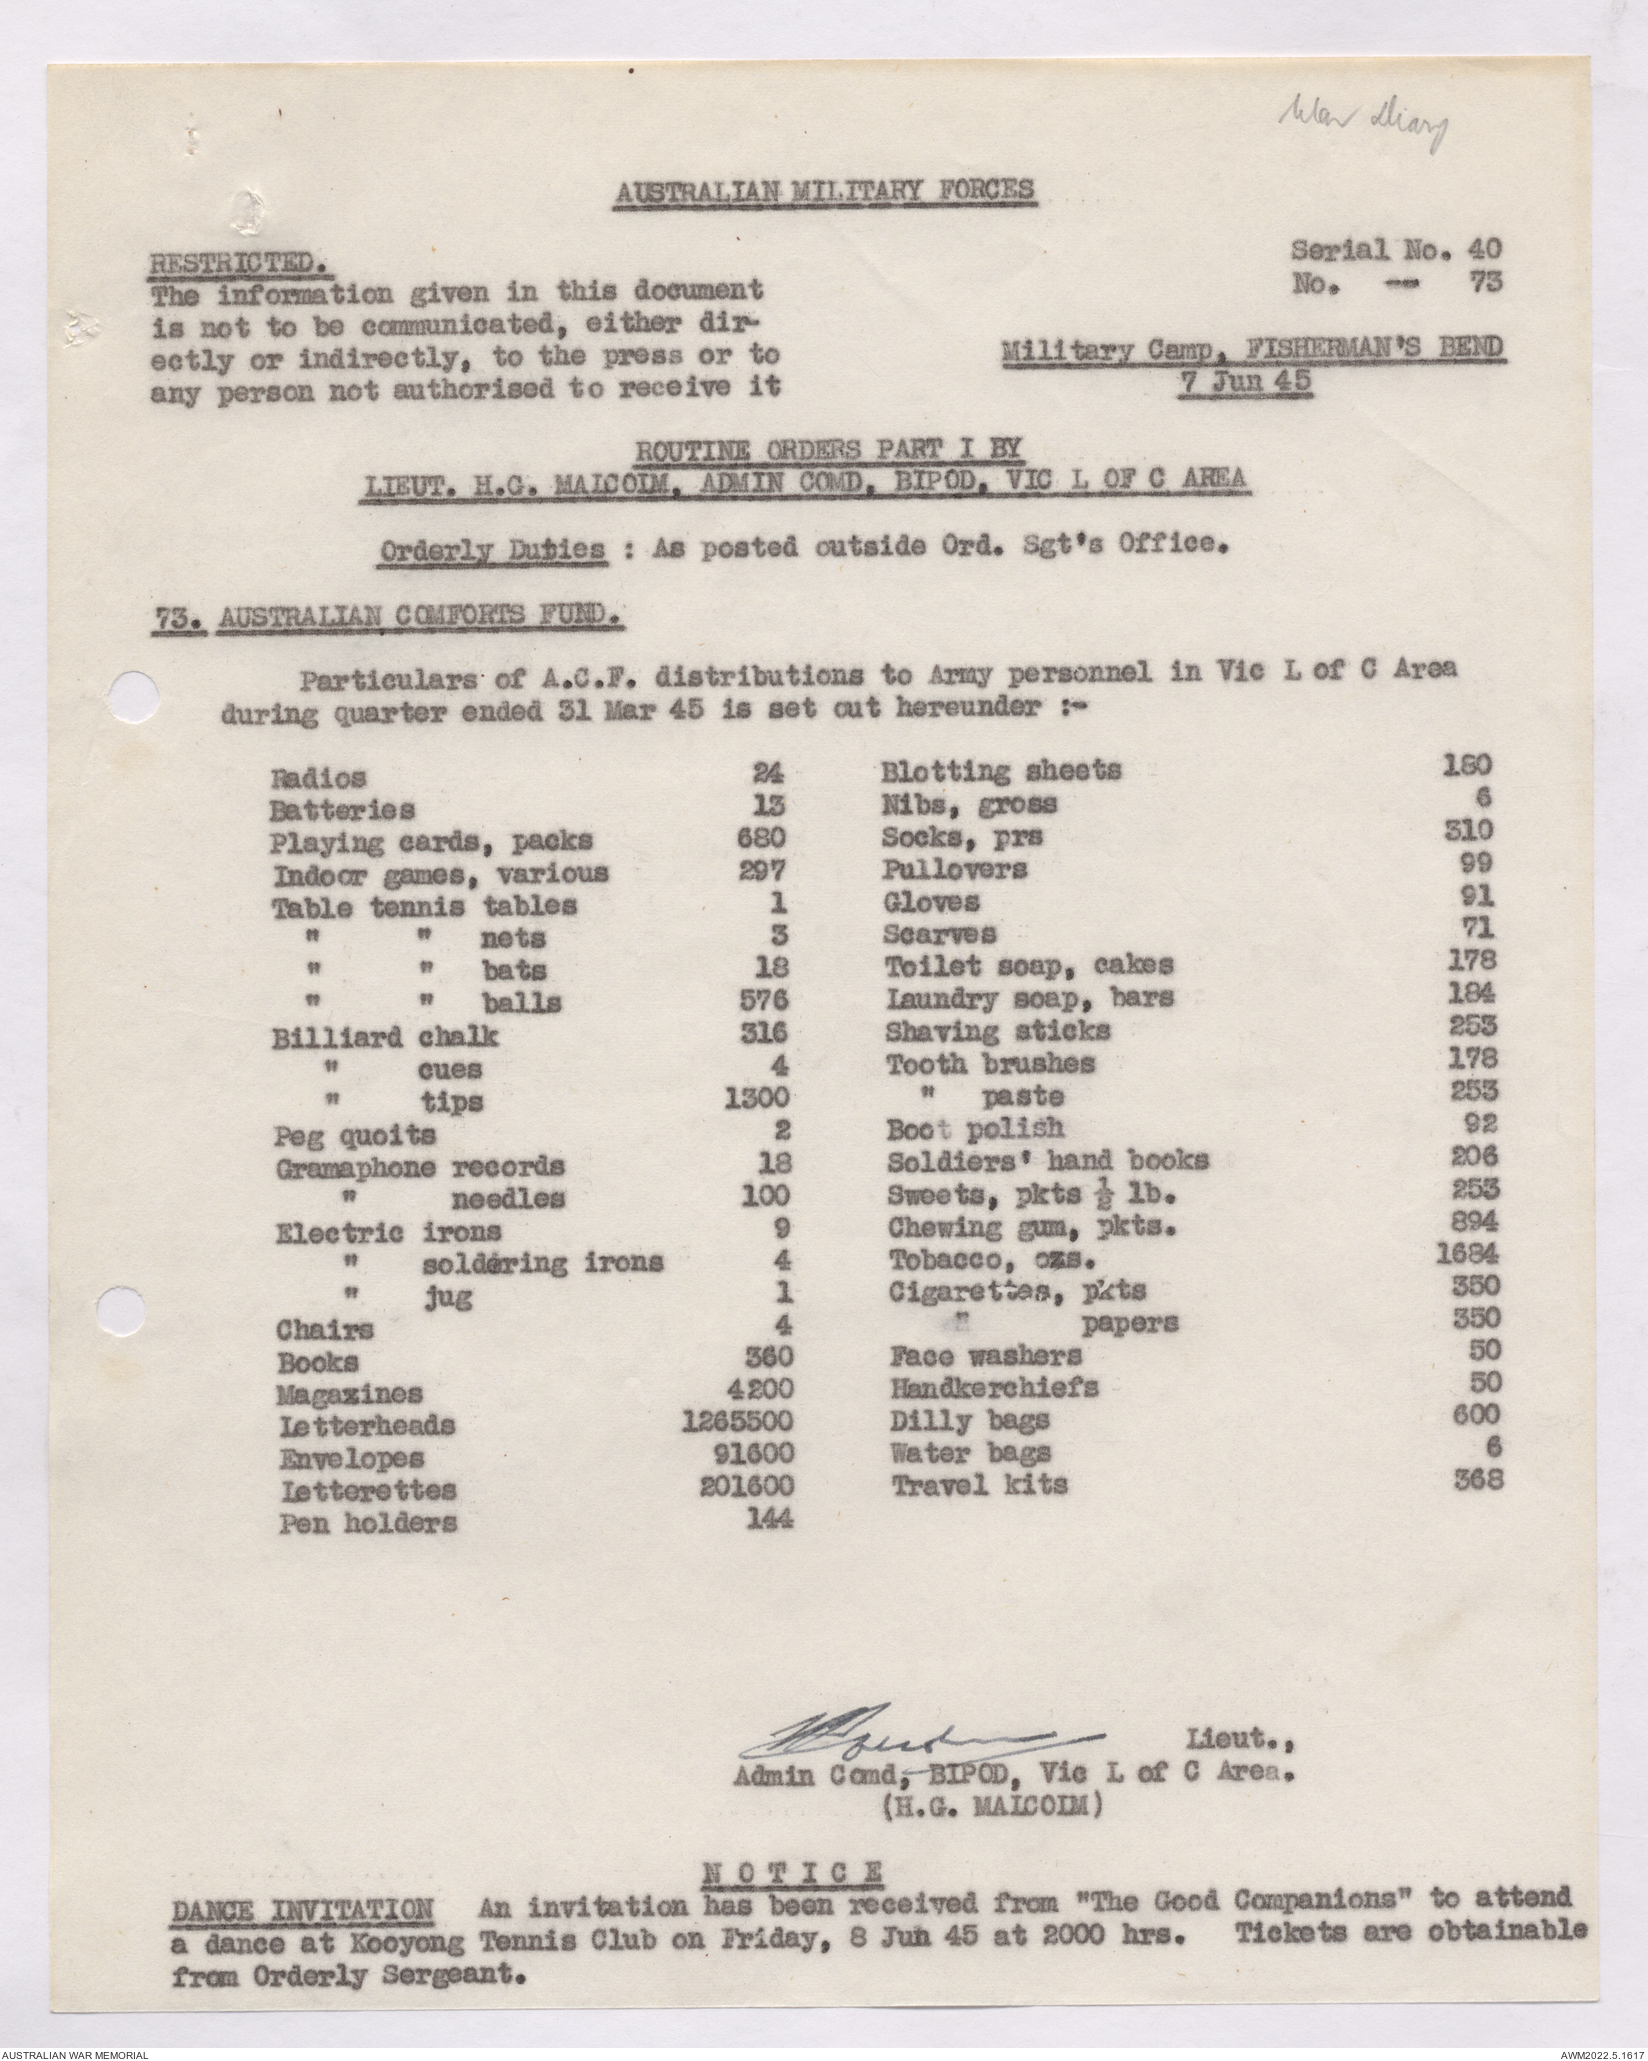 War Diary
AUSTRALIAN MILITARY FORCES
RESTRICTED.
The information given in this document
is not to be communicated, either dir-
ectly or indirectly, to the press or to
any person not authorised to receive it
Serial No. 40
No. -- 73
Military Camp, FISHERMAN'S BEND
7 Jun 45
ROUTINE ORDERS PART I BY
LIEUT. H.G. MALCOLM, ADMIN COMD, BIPOD, VIC L OF C AREA
Orderly Duties : As posted outside Ord. Sgt's Office.
73. AUSTRALIAN COMFORTS FUND.
Particulars of A.C.F. distributions to Army personnel in Vic L of C Area
during quarter ended 31 Mar 45 is set out hereunder :-
Radios 24
Batteries 13
Playing cards, packs 680
Indoor games, various 297
Table tennis tables 1
" " nets 3
" " bats 18
" " balls 576
Billiard chalk 316
" cues 4
" tips 1300
Peg quoits 2
Gramaphone records 18
" needles 100
Electric irons 9
" soldering irons 4
" jug 1
Chairs 4
Books 360
Magazines 4200
Letterheads 1265500
Envelopes 91600
Letterettes 201600
Pen holders 144
Blotting sheets 180
Nibs, gross 6
Socks, prs 310
Pullovers 99
Gloves 91
Scarves 71
Toilet soap, cakes 178
Laundry soap, bars 184
Shaving sticks 253
Tooth brushes 178
" paste 253
Boot polish 92
Soldiers' hand books 206
Sweets, pkts ½ lb. 253
Chewing gum, pkts. 894
Tobacco, ozs. 1684
Cigarettes, pkts 350
" papers 350
Face washers 50
Handkerchiefs 50
Dilly bags 600
Water bags 6
Travel kits 368
Lieut.,
Admin Comd, BIPOD, Vic L of C Area.
(H.G. MALCOLM)
N O T I C E
DANCE INVITATION An invitation has been received from "The Good Companions" to attend
a dance at Kooyong Tennis Club on Friday, 8 Jun 45 at 2000 hrs. Tickets are obtainable
from Orderly Sergeant.
AUSTRALIAN WAR MEMORIAL
AWM2022.5.1617